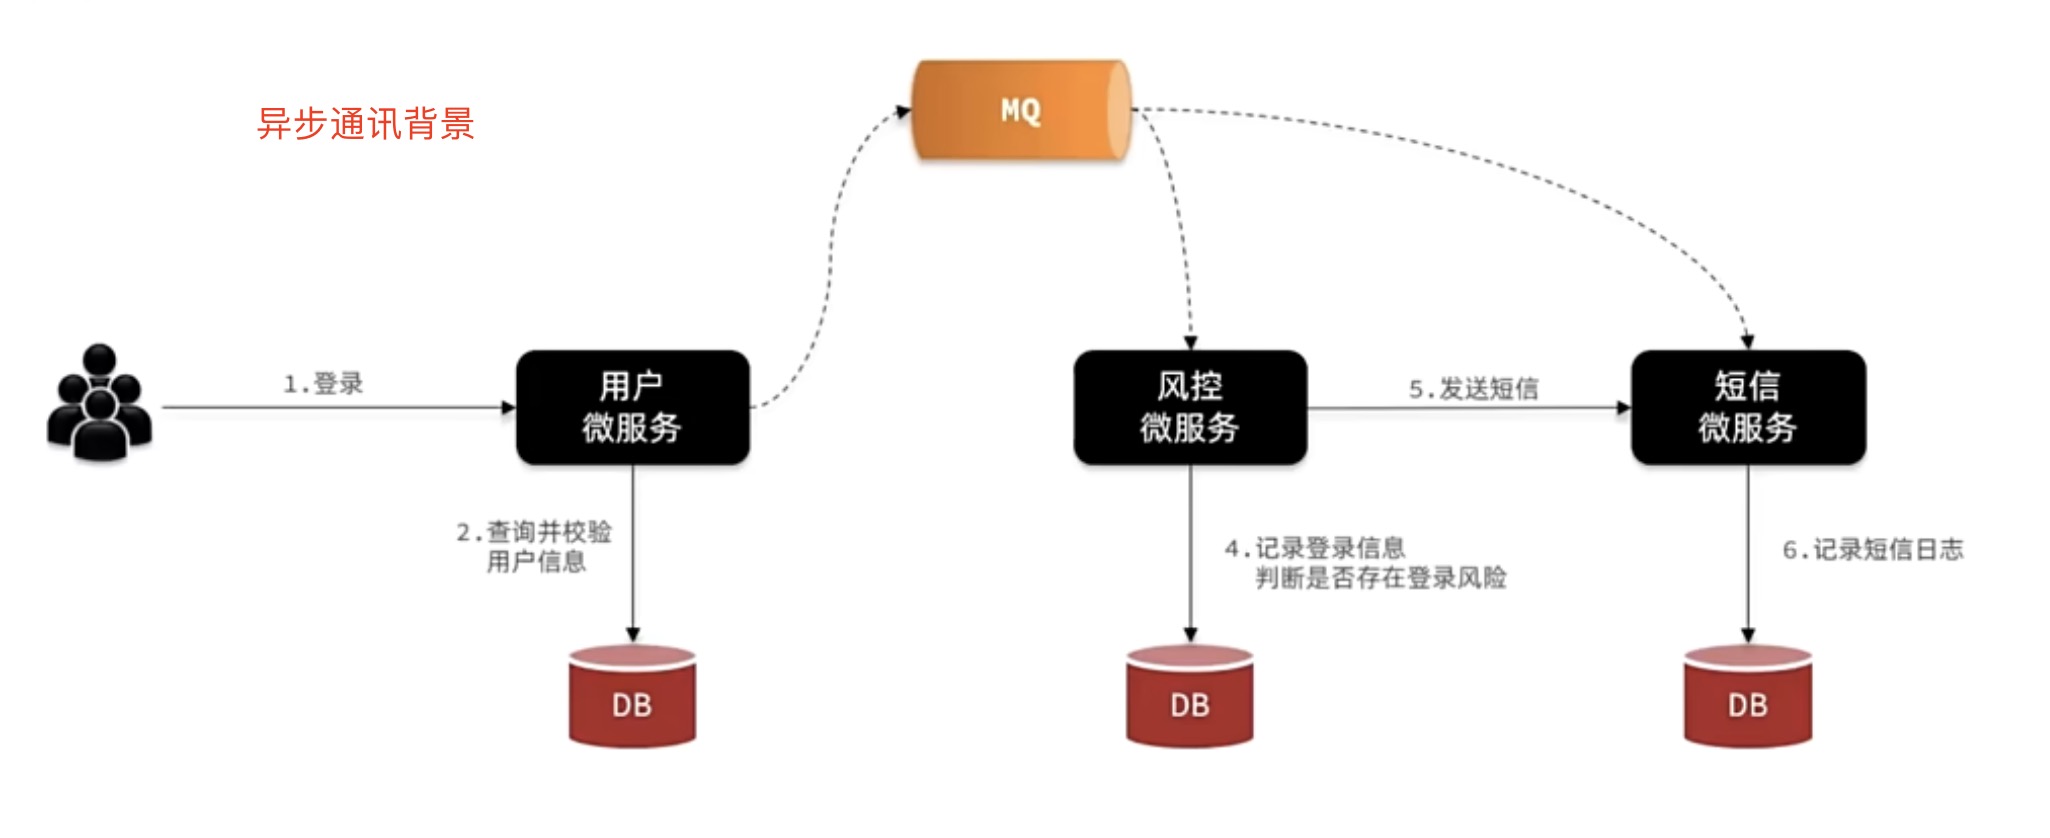 异步通讯背景
MQ
1.登录
用户
微服务
风控
微服务
5.发送短信
短信
微服务
2.查询并校验
用户信息
4.记录登录信息
判断是否存在登录风险
6.记录短信日志
DB
DB
DB